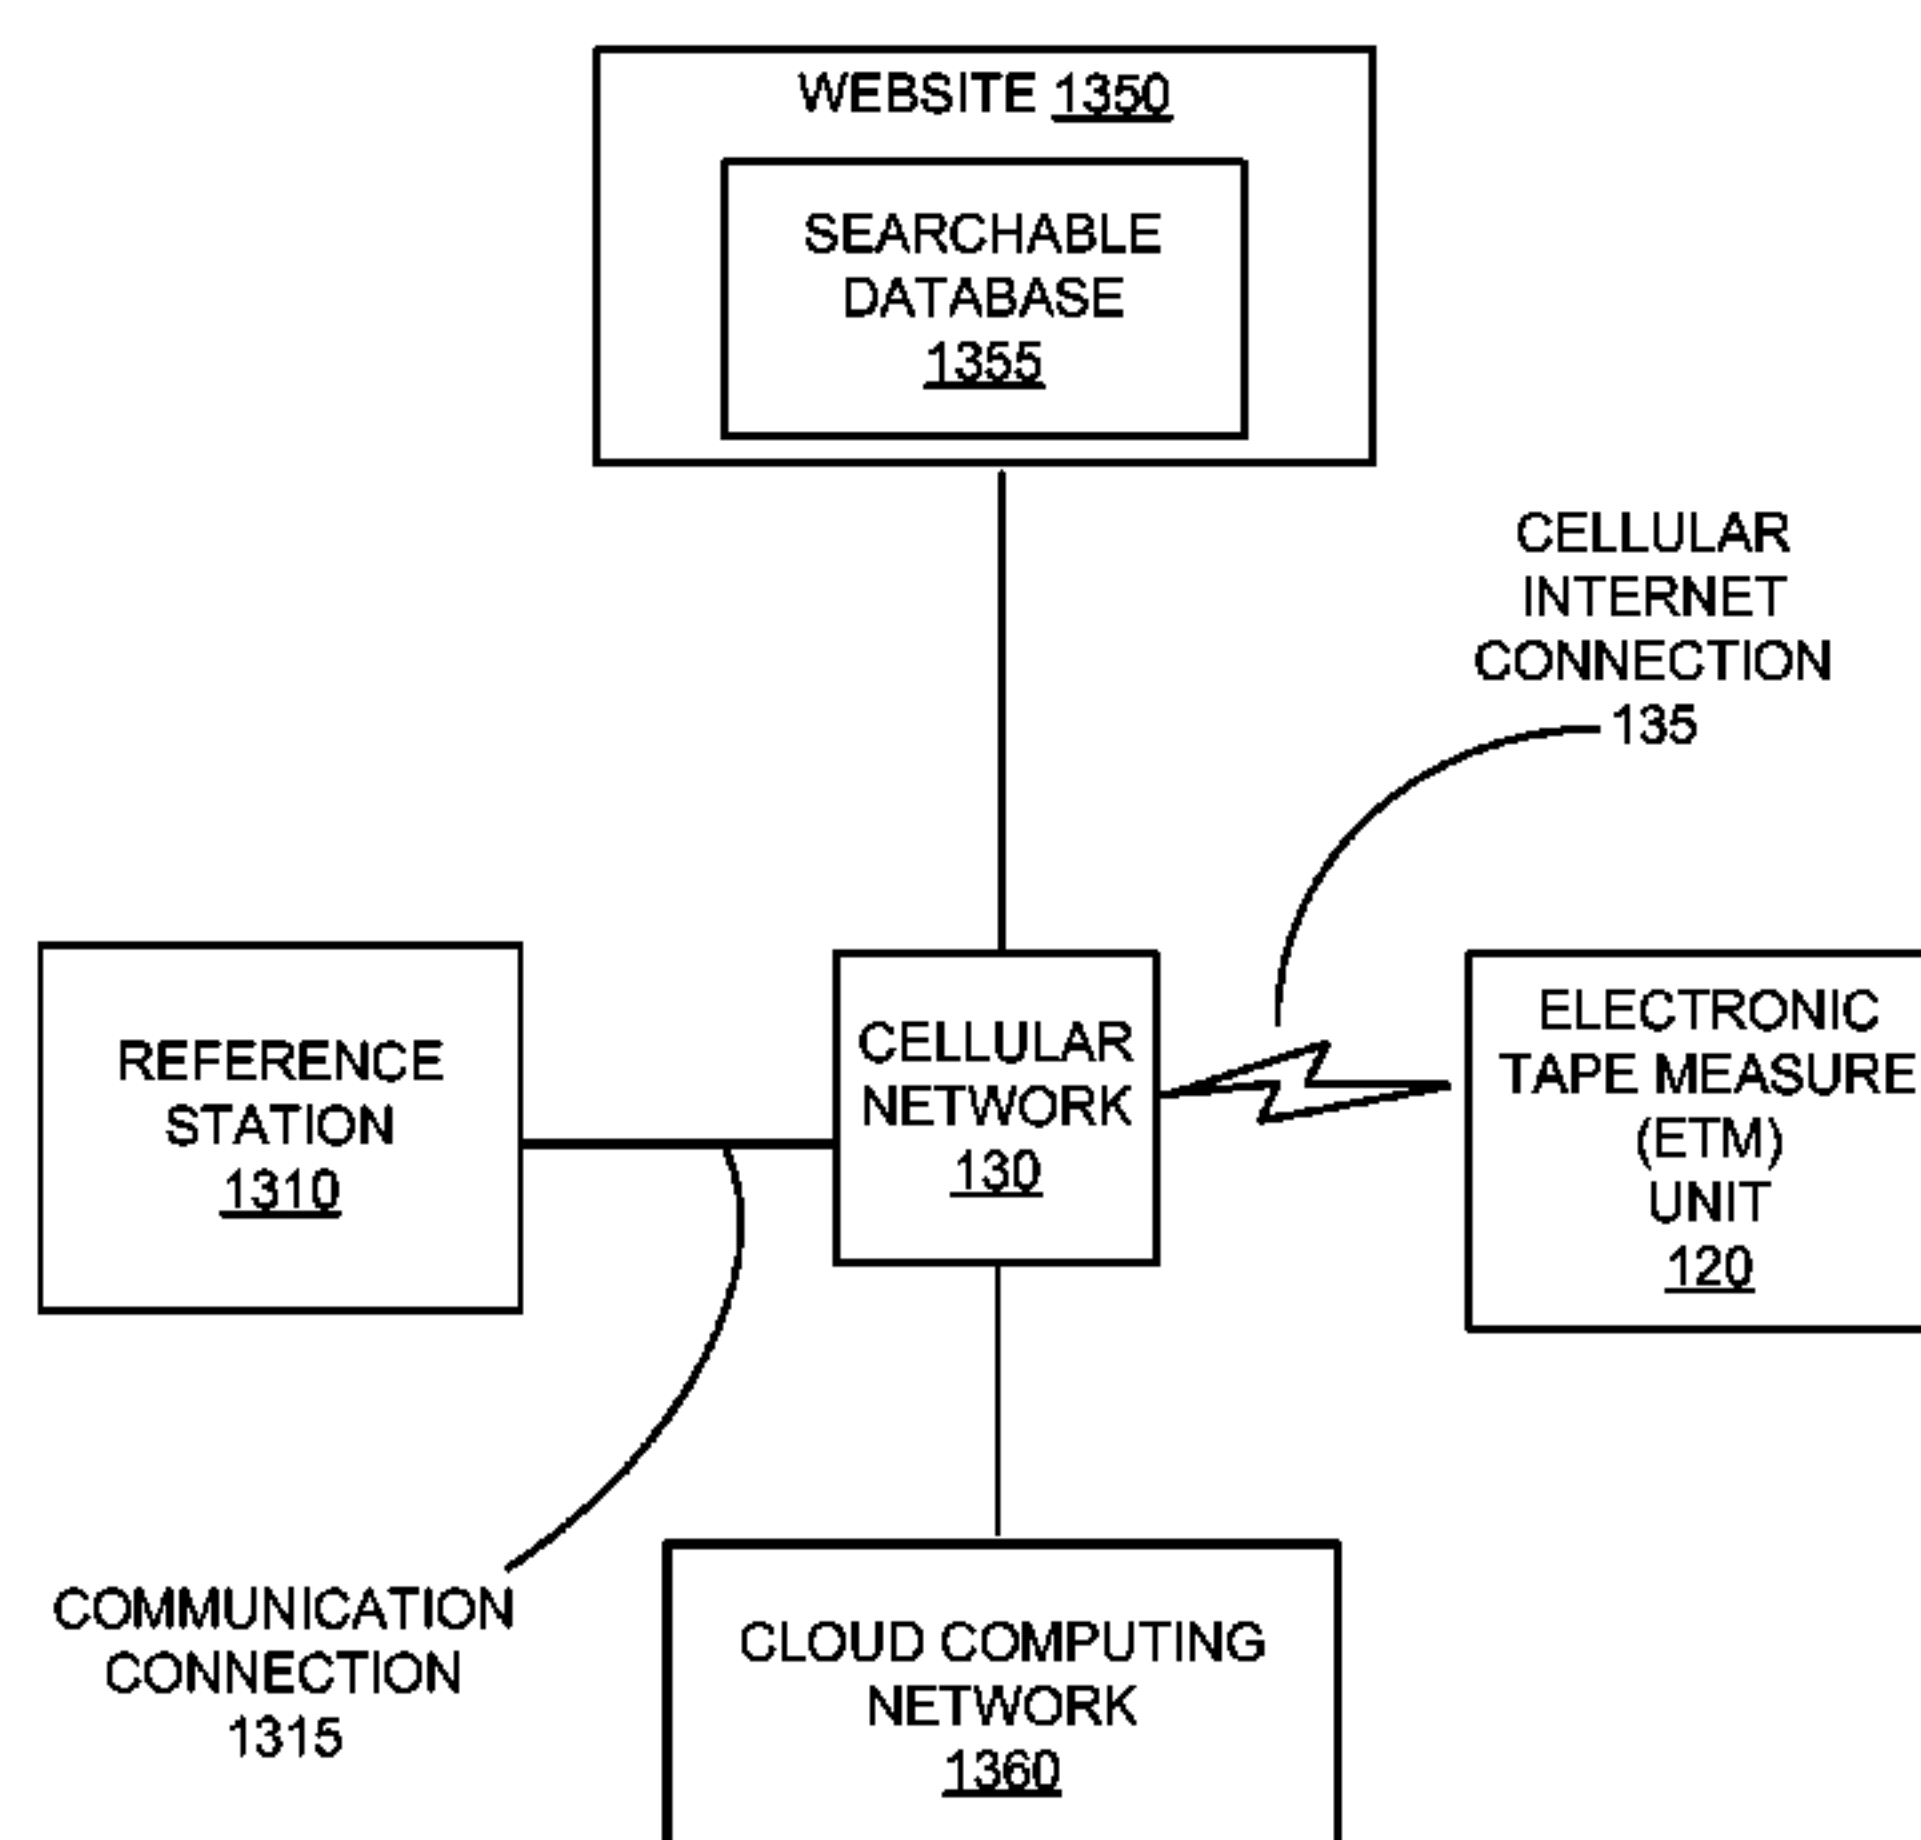 WEBSITE 1350
SEARCHABLE
DATABASE
1355
CELLULAR
INTERNET
CONNECTION
135
REFERENCE
STATION
1310
CELLULAR
NETWORK
130
ELECTRONIC
TAPE MEASURE
(ETM)
UNIT
120
COMMUNICATION
CONNECTION
1315
CLOUD COMPUTING
NETWORK
1360